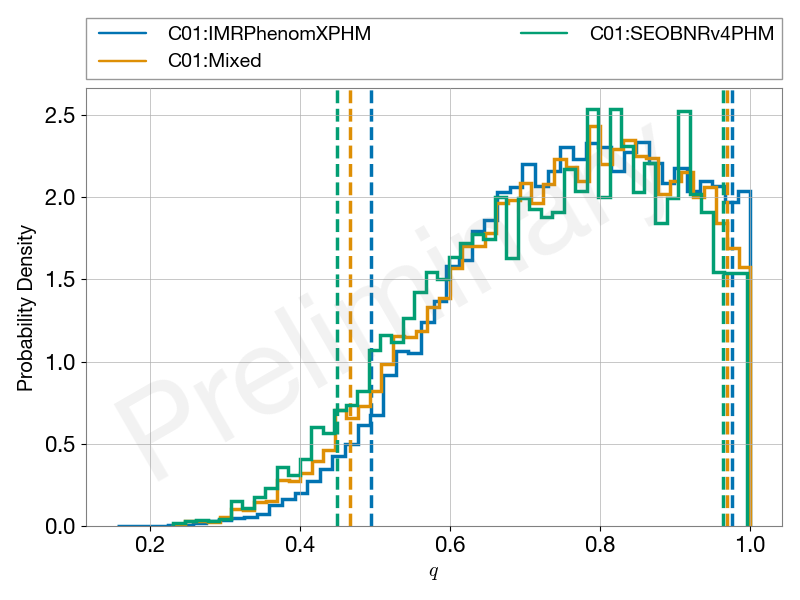 C01:IMRPhenomXPHM
C01:SEOBNRv4PHM
C01:Mixed
Preliminary
Probability Density
2.5
2.0
1.5
1.0
0.5
0.0
0.2
0.4
0.6
0.8
1.0
q